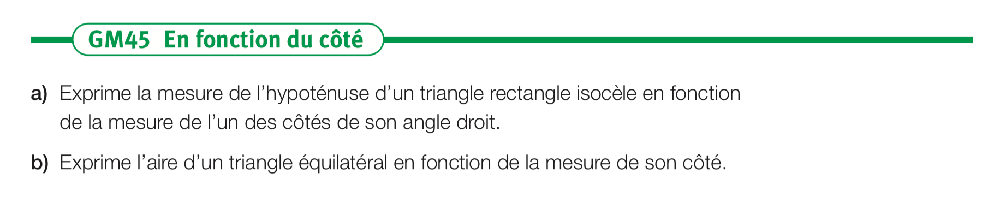 GM45 En fonction du côté
a) Exprime la mesure de l’hypoténuse d’un triangle rectangle isocèle en fonction
de la mesure de l’un des côtés de son angle droit.
b) Exprime l’aire d’un triangle équilatéral en fonction de la mesure de son côté.